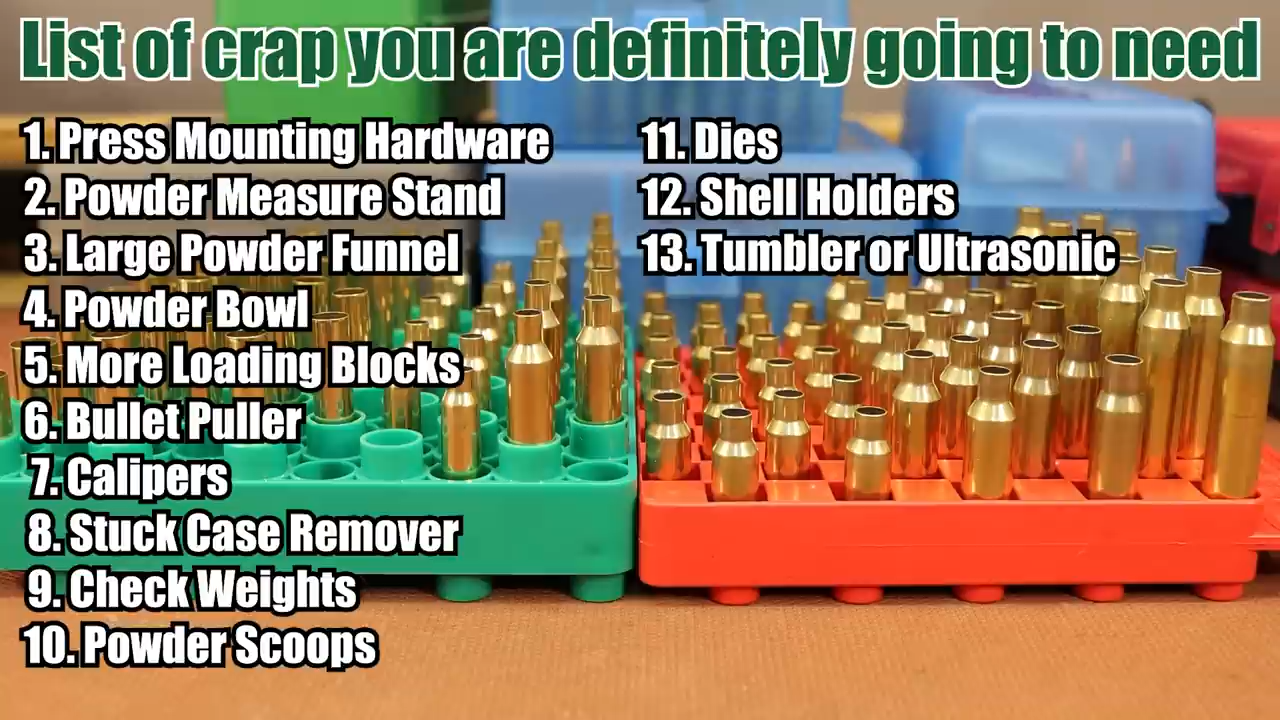 List of crap you are definitely going to need
1. Press Mounting Hardware
2. Powder Measure Stand
3. Large Powder Funnel
4. Powder Bowl
5. More Loading Blocks
6. Bullet Puller
7. Calipers
8. Stuck Case Remover
9. Check Weights
10. Powder Scoops
11. Dies
12. Shell Holders
13. Tumbler or Ultrasonic